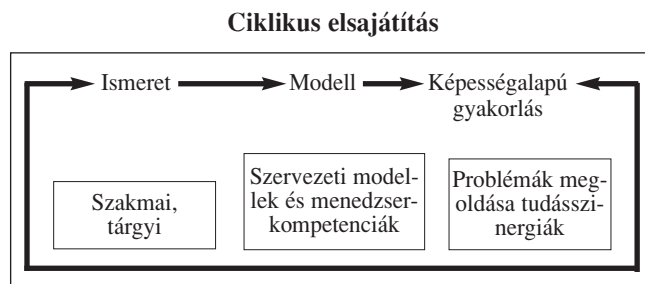 Ciklikus elsajátítás
Ismeret Modell Képességalapú
gyakorlás
Szakmai,
tárgyi
Szervezeti model-
lek és menedzser-
kompetenciák
Problémák meg-
oldása tudásszi-
nergiák